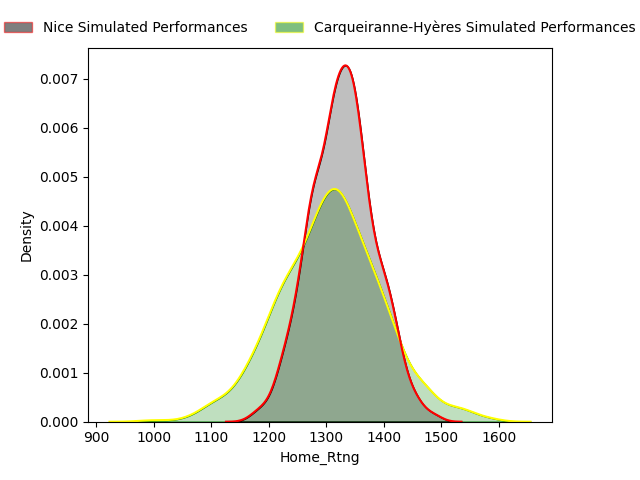 Nice Simulated Performances Carqueiranne-Hyères Simulated Performances
0.007
0.006
0.005
0.004
0.003
0.002
0.001
0.000
Density
900 1000 1100 1200 1300 1400 1500 1600
Home_Rtng